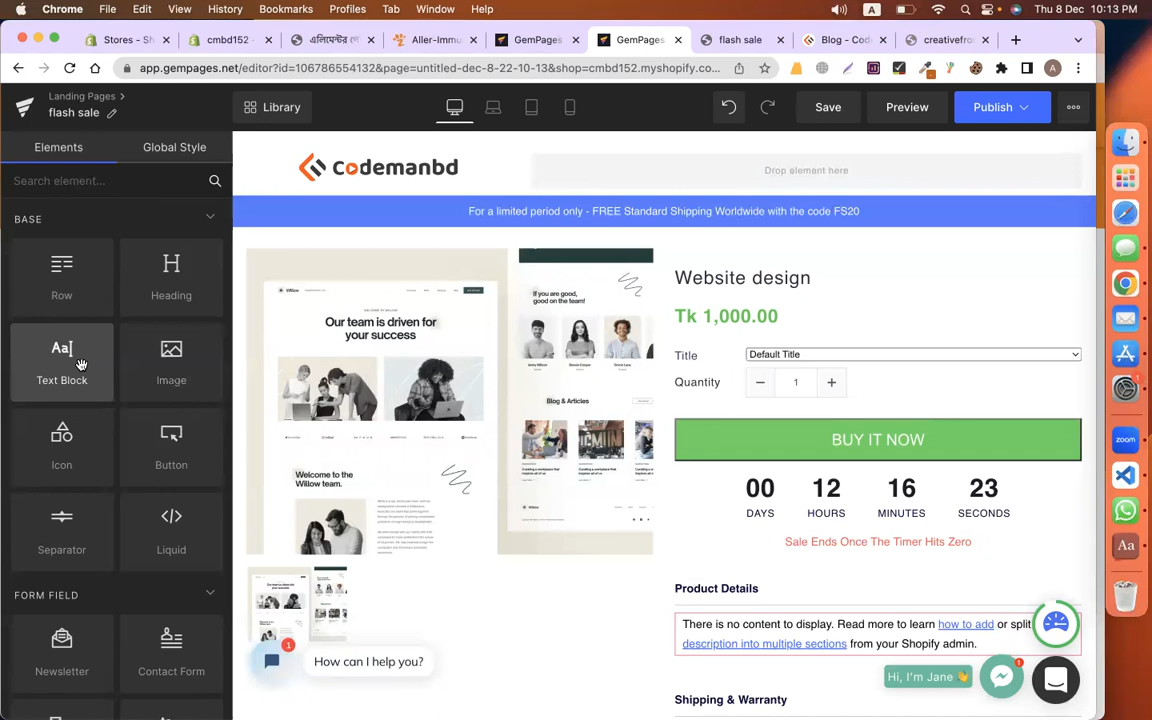 Chrome File Edit View History Bookmarks Profiles Tab Window Help A Thu 8 Dec 10:13 PM
Stores - Sh cmbd152 - এলিমেন্টর পে Aller-Immu GemPages GemPages flash sale Blog - Cod creativefro
app.gempages.net/editor?id=106786554132&page=untitled-dec-8-22-10-13&shop=cmbd152.myshopify.co... A
Landing Pages
flash sale
Library
Save Preview Publish
Elements Global Style
codemanbd
Drop element here
Search element...
For a limited period only - FREE Standard Shipping Worldwide with the code FS20
BASE
Row Heading
Text Block Image
Icon Button
Separator Liquid
FORM FIELD
Newsletter Contact Form
Willow
Our team is driven for
your success
Welcome to the
Willow team.
If you are good,
good on the team!
Blog & Articles
Website design
Tk 1,000.00
Title Default Title
Quantity 1
BUY IT NOW
00 12 16 23
DAYS HOURS MINUTES SECONDS
Sale Ends Once The Timer Hits Zero
Product Details
There is no content to display. Read more to learn how to add or split
description into multiple sections from your Shopify admin.
1
How can I help you?
Hi, I'm Jane 👋
1
Shipping & Warranty
zoom
Aa